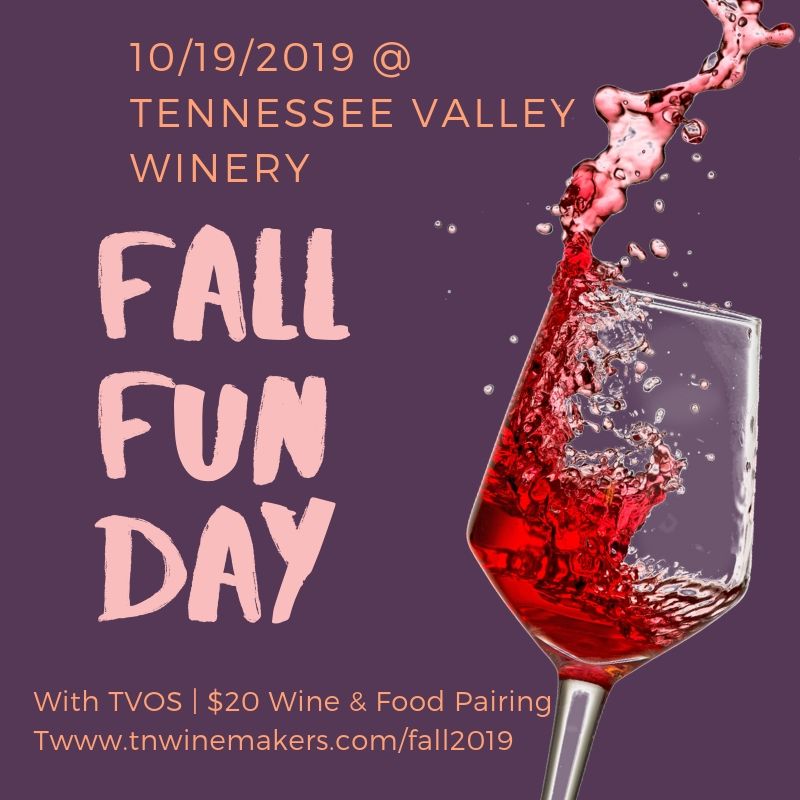 10/19/2019 @
TENNESSEE VALLEY
WINERY
FALL
FUN
DAY
With TVOS | $20 Wine & Food Pairing
Twww.tnwinemakers.com/fall2019